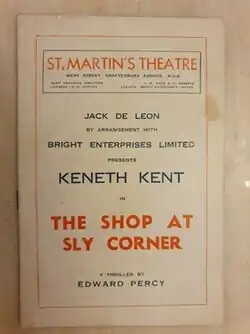 ST. MARTIN'S THEATRE
WEST STREET, SHAFTESBURY AVENUE, W.C.2
JACK DE LEON
BY ARRANGEMENT WITH
BRIGHT ENTERPRISES LIMITED
PRESENTS
KENETH KENT
IN
THE SHOP AT
SLY CORNER
A THRILLER BY
EDWARD PERCY